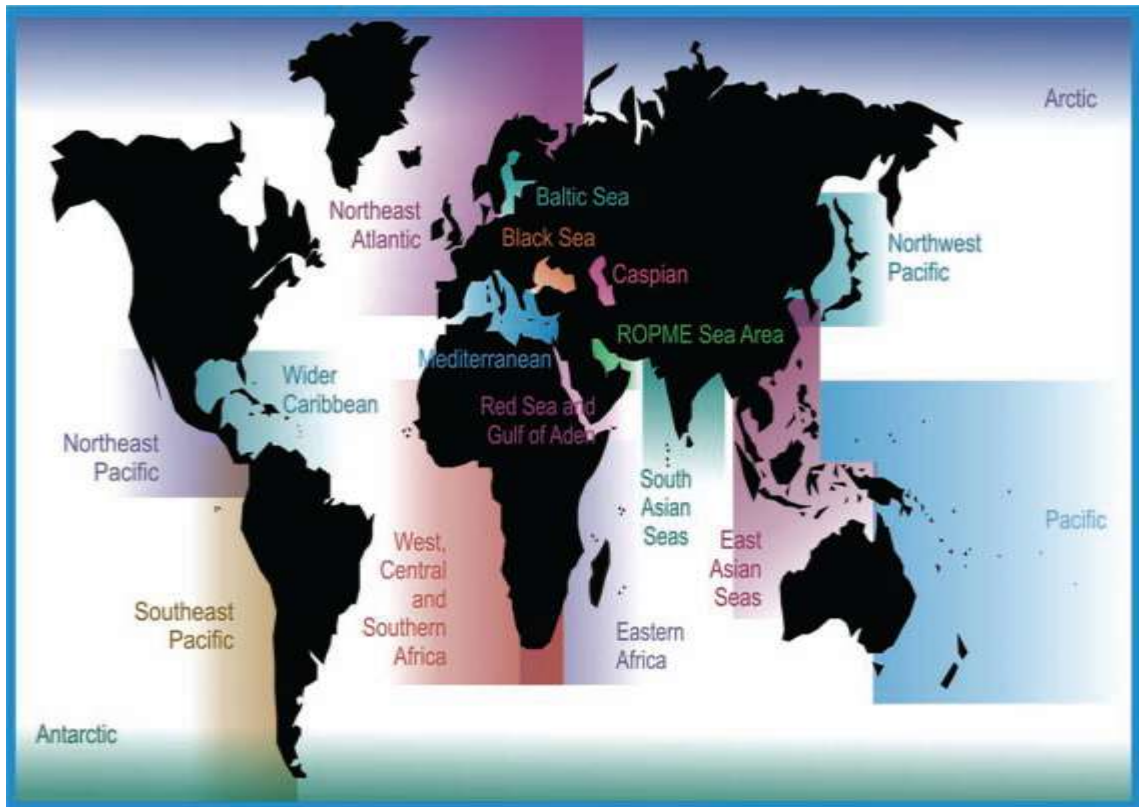 Arctic
Northeast
Atlantic
Baltic Sea
Black Sea
Caspian
Northwest
Pacific
ROPME Sea Area
Mediterranean
Wider
Caribbean
Red Sea and
Gulf of Aden
Northeast
Pacific
South
Asian
Seas
East
Asian
Seas
Pacific
West,
Central
and
Southern
Africa
Southeast
Pacific
Eastern
Africa
Antarctic